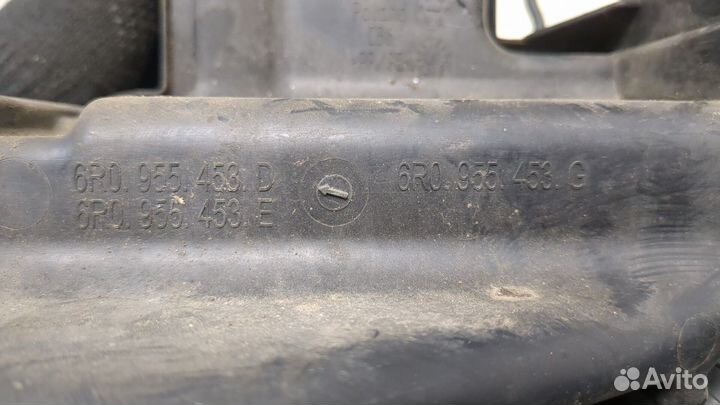 6R0. 955. 453. D
6R0. 955. 453. E
6R0. 955. 453. G
Avito